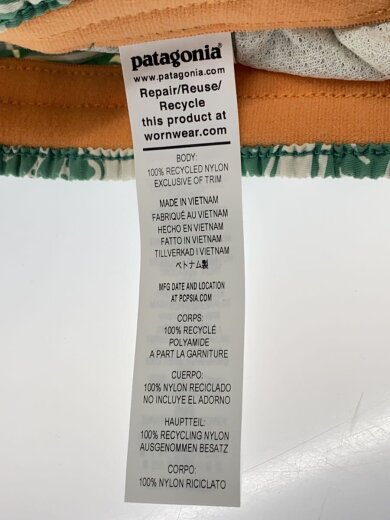 patagonia®
www.patagonia.com
Repair/Reuse/
Recycle
this product at
wornwear.com
BODY:
100% RECYCLED NYLON
EXCLUSIVE OF TRIM
MADE IN VIETNAM
FABRIQUÉ AU VIETNAM
HECHO EN VIETNAM
FATTO IN VIETNAM
TILLVERKAD I VIETNAM
ベトナム製
MFG DATE AND LOCATION
AT PCPSIA.COM
CORPS:
100% RECYCLÉ
POLYAMIDE
A PART LA GARNITURE
CUERPO:
100% NYLON RECICLADO
NO INCLUYE EL ADORNO
HAUPTTEIL:
100% RECYCLING NYLON
AUSGENOMMEN BESATZ
CORPO:
100% NYLON RICICLATO